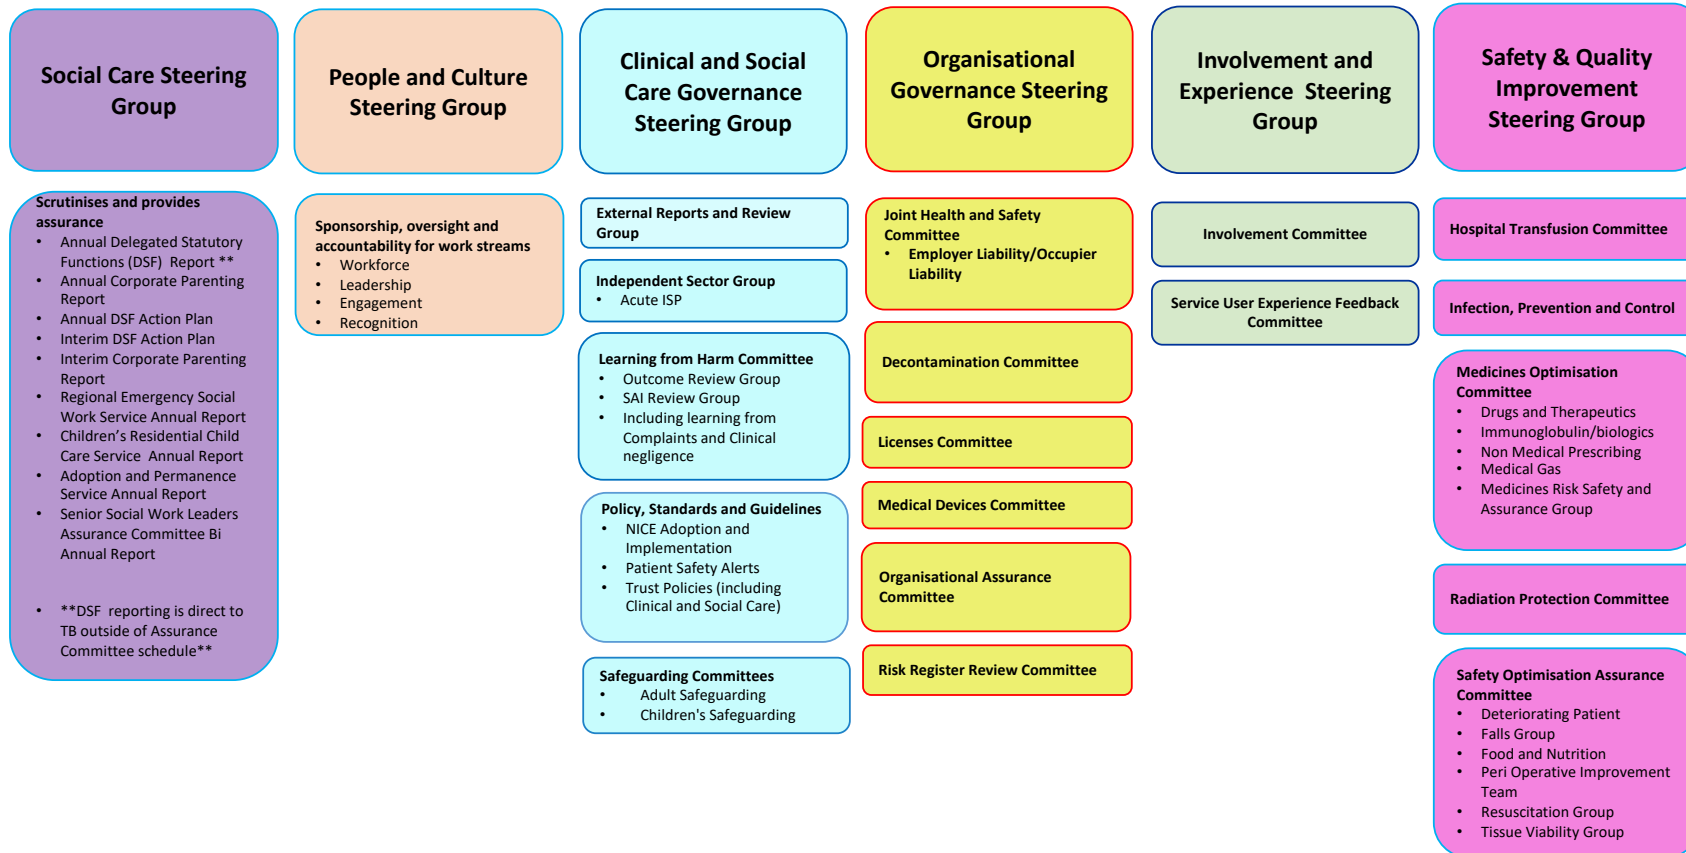 Social Care Steering
Group
People and Culture
Steering Group
Clinical and Social
Care Governance
Steering Group
Organisational
Governance Steering
Group
Involvement and
Experience Steering
Group
Safety & Quality
Improvement
Steering Group
Scrutinises and provides
assurance
• Annual Delegated Statutory
Functions (DSF) Report **
• Annual Corporate Parenting
Report
• Annual DSF Action Plan
• Interim DSF Action Plan
• Interim Corporate Parenting
Report
• Regional Emergency Social
Work Service Annual Report
• Children’s Residential Child
Care Service Annual Report
• Adoption and Permanence
Service Annual Report
• Senior Social Work Leaders
Assurance Committee Bi
Annual Report
• **DSF reporting is direct to
TB outside of Assurance
Committee schedule**
Sponsorship, oversight and
accountability for work streams
• Workforce
• Leadership
• Engagement
• Recognition
External Reports and Review
Group
Independent Sector Group
• Acute ISP
Learning from Harm Committee
• Outcome Review Group
• SAI Review Group
• Including learning from
Complaints and Clinical
negligence
Policy, Standards and Guidelines
• NICE Adoption and
Implementation
• Patient Safety Alerts
• Trust Policies (including
Clinical and Social Care)
Safeguarding Committees
• Adult Safeguarding
• Children's Safeguarding
Joint Health and Safety
Committee
• Employer Liability/Occupier
Liability
Decontamination Committee
Licenses Committee
Medical Devices Committee
Organisational Assurance
Committee
Risk Register Review Committee
Involvement Committee
Service User Experience Feedback
Committee
Hospital Transfusion Committee
Infection, Prevention and Control
Medicines Optimisation
Committee
• Drugs and Therapeutics
• Immunoglobulin/biologics
• Non Medical Prescribing
• Medical Gas
• Medicines Risk Safety and
Assurance Group
Radiation Protection Committee
Safety Optimisation Assurance
Committee
• Deteriorating Patient
• Falls Group
• Food and Nutrition
• Peri Operative Improvement
Team
• Resuscitation Group
• Tissue Viability Group